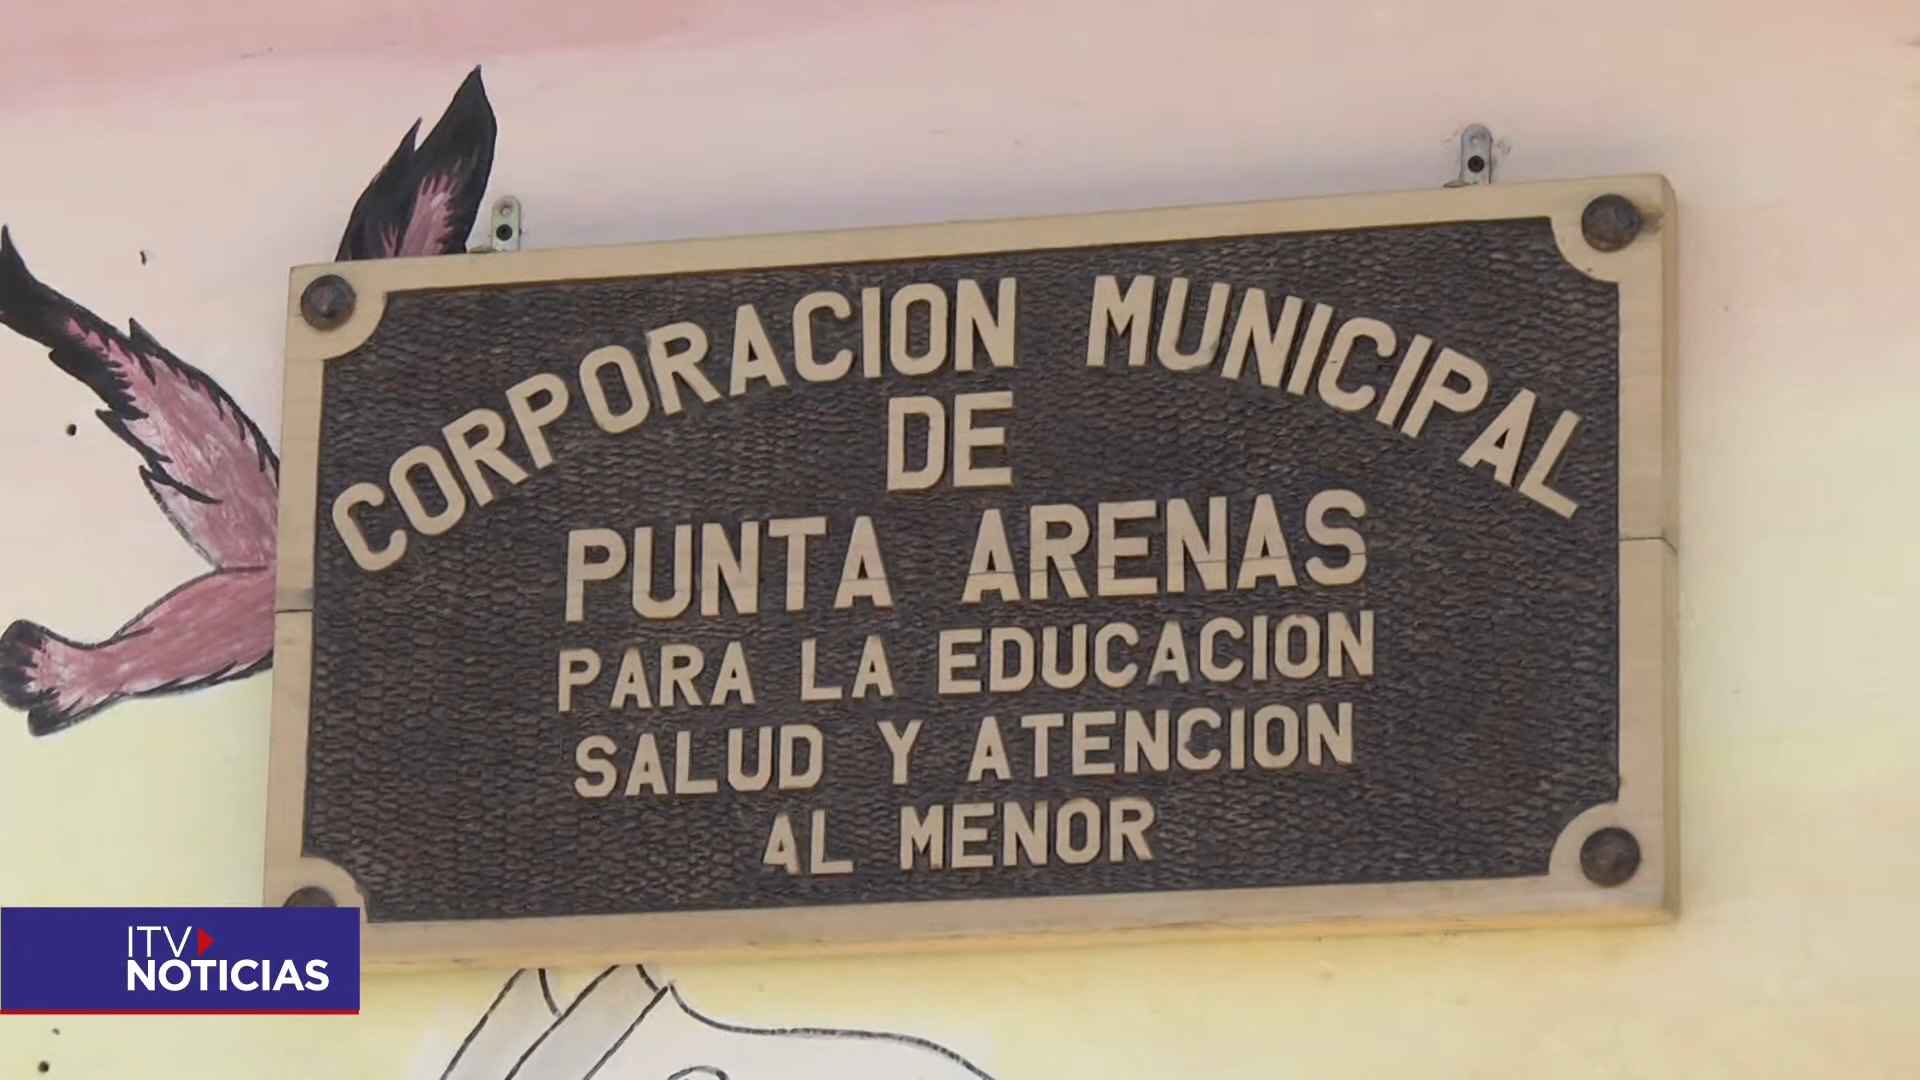 CORPORACION MUNICIPAL
DE
PUNTA ARENAS
PARA LA EDUCACION
SALUD Y ATENCION
AL MENOR
ITV
NOTICIAS